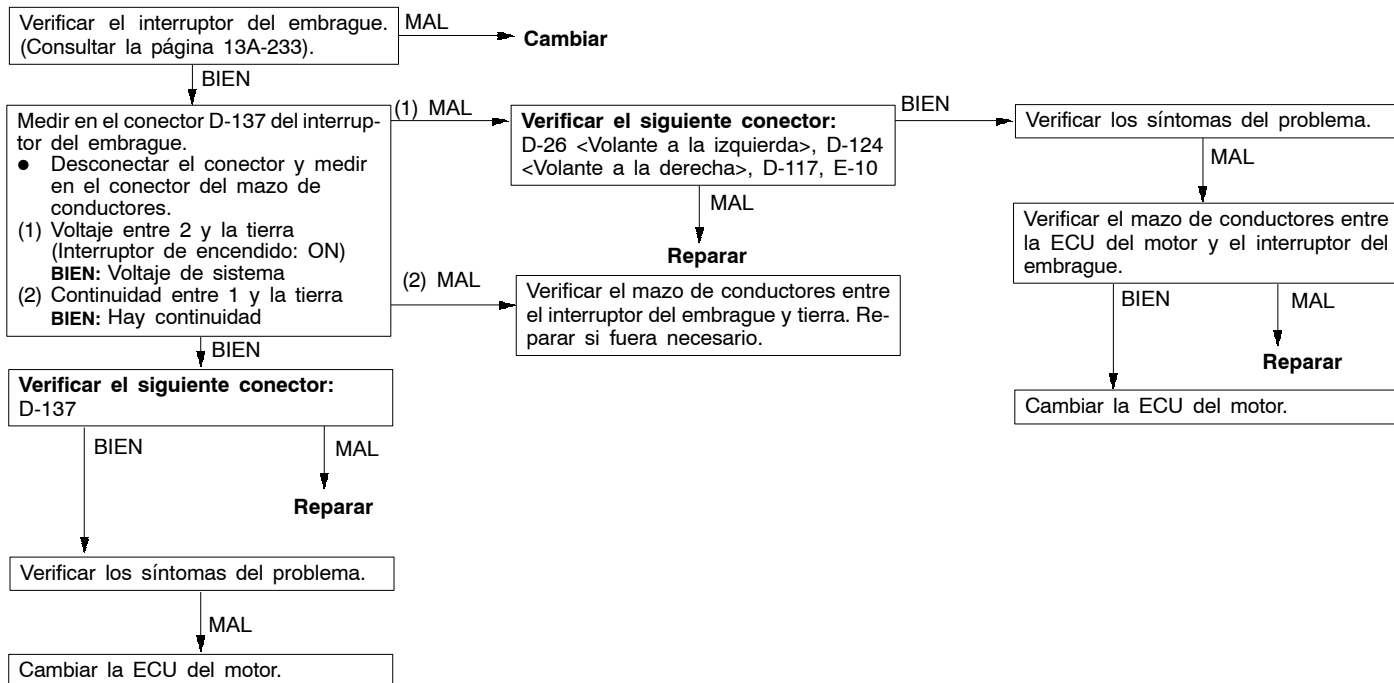 Verificar el interruptor del embrague.
(Consultar la página 13A-233).
MAL
Cambiar
BIEN
Medir en el conector D-137 del interrup-
tor del embrague.
● Desconectar el conector y medir
en el conector del mazo de
conductores.
(1) Voltaje entre 2 y la tierra
(Interruptor de encendido: ON)
BIEN: Voltaje de sistema
(2) Continuidad entre 1 y la tierra
BIEN: Hay continuidad
(1) MAL
Verificar el siguiente conector:
D-26 <Volante a la izquierda>, D-124
<Volante a la derecha>, D-117, E-10
BIEN
Verificar los síntomas del problema.
MAL
Verificar el mazo de conductores entre
la ECU del motor y el interruptor del
embrague.
BIEN
MAL
Reparar
Cambiar la ECU del motor.
MAL
Reparar
(2) MAL
Verificar el mazo de conductores entre
el interruptor del embrague y tierra. Re-
parar si fuera necesario.
BIEN
Verificar el siguiente conector:
D-137
BIEN
MAL
Reparar
Verificar los síntomas del problema.
MAL
Cambiar la ECU del motor.